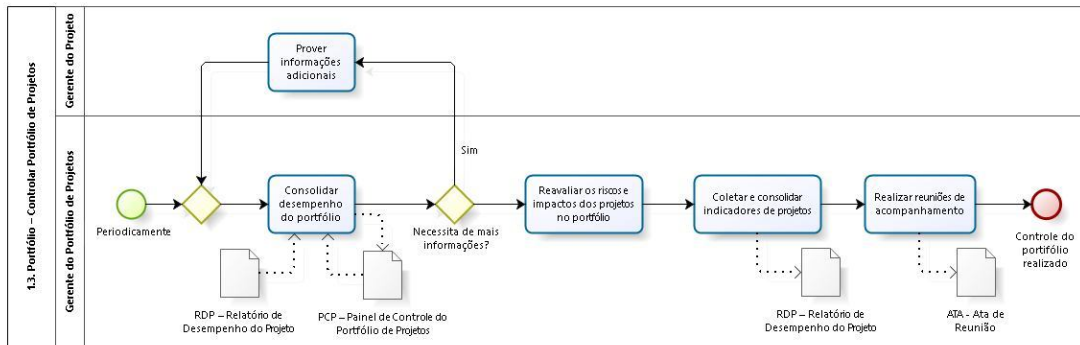 1.3. Portfólio – Controlar Portfólio de Projetos
Gerente do Projeto
Prover
informações
adicionais
Gerente do Portfólio de Projetos
Periodicamente
Consolidar
desempenho
do portfólio
Sim
Necessita de mais
informações?
Reavaliar os riscos e
impactos dos projetos
no portfólio
Coletar e consolidar
indicadores de projetos
Realizar reuniões de
acompanhamento
Controle do
portifólio
realizado
RDP – Relatório de
Desempenho do Projeto
PCP – Painel de Controle do
Portfólio de Projetos
RDP – Relatório de
Desempenho do Projeto
ATA - Ata de
Reunião